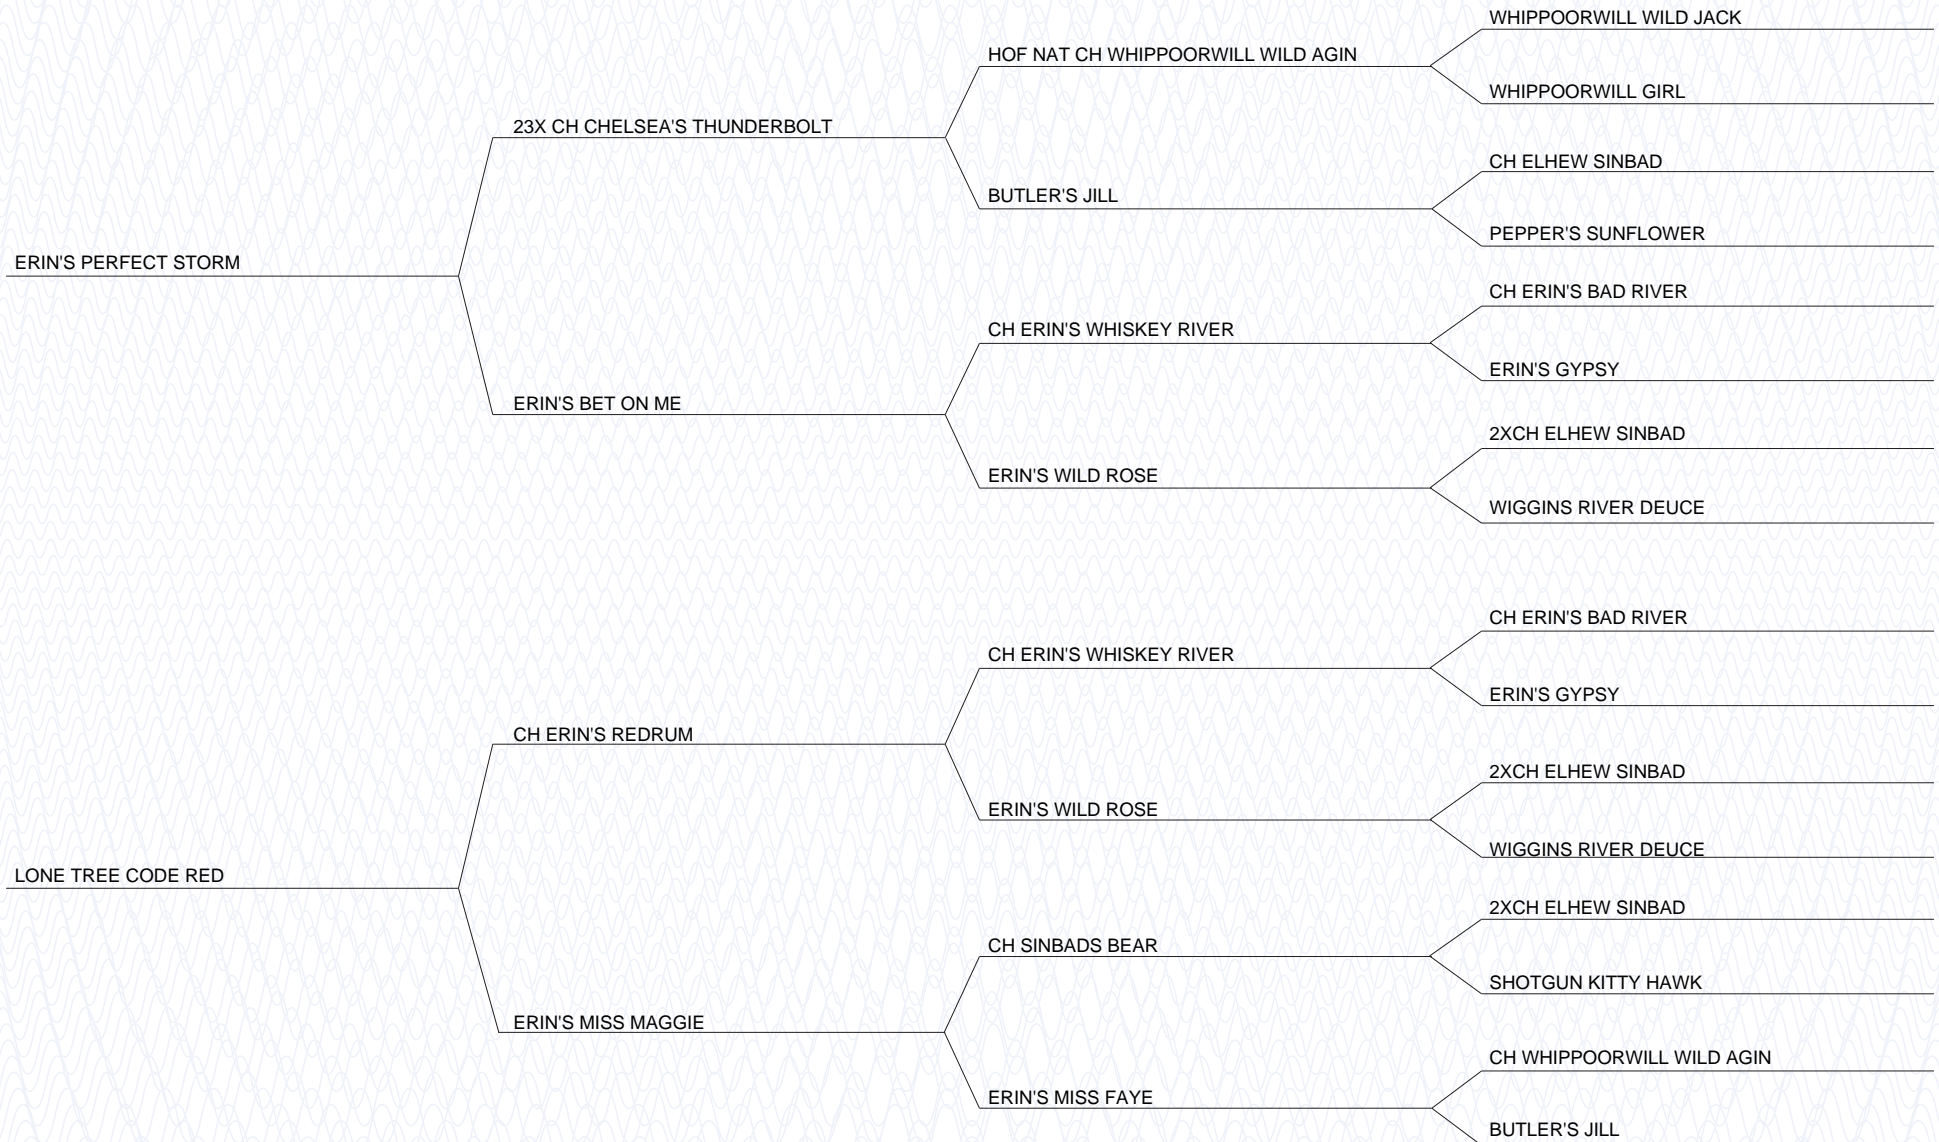 WHIPPOORWILL WILD JACK
HOF NAT CH WHIPPOORWILL WILD AGIN
WHIPPOORWILL GIRL
23X CH CHELSEA'S THUNDERBOLT
CH ELHEW SINBAD
BUTLER'S JILL
PEPPER'S SUNFLOWER
ERIN'S PERFECT STORM
CH ERIN'S BAD RIVER
CH ERIN'S WHISKEY RIVER
ERIN'S GYPSY
ERIN'S BET ON ME
2XCH ELHEW SINBAD
ERIN'S WILD ROSE
WIGGINS RIVER DEUCE
CH ERIN'S BAD RIVER
CH ERIN'S WHISKEY RIVER
ERIN'S GYPSY
CH ERIN'S REDRUM
2XCH ELHEW SINBAD
ERIN'S WILD ROSE
WIGGINS RIVER DEUCE
LONE TREE CODE RED
2XCH ELHEW SINBAD
CH SINBADS BEAR
SHOTGUN KITTY HAWK
ERIN'S MISS MAGGIE
CH WHIPPOORWILL WILD AGIN
ERIN'S MISS FAYE
BUTLER'S JILL